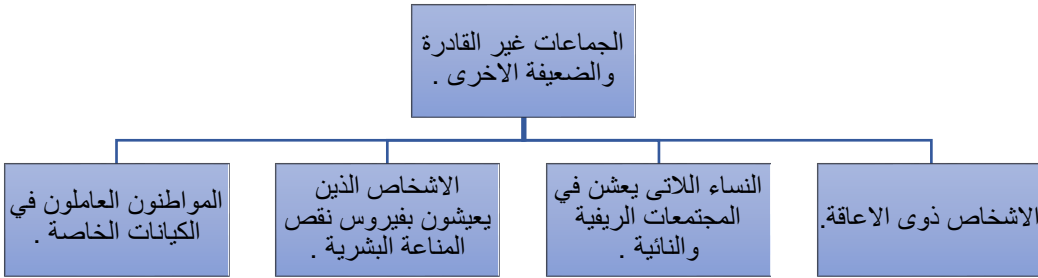 الجماعات غير القادرة
والضعيفة الاخرى .
الاشخاص ذوى الاعاقة.
النساء اللاتى يعشن في
المجتمعات الريفية
والنائية .
الاشخاص الذين
يعيشون بفيروس نقص
المناعة البشرية .
المواطنون العاملون في
الكيانات الخاصة .